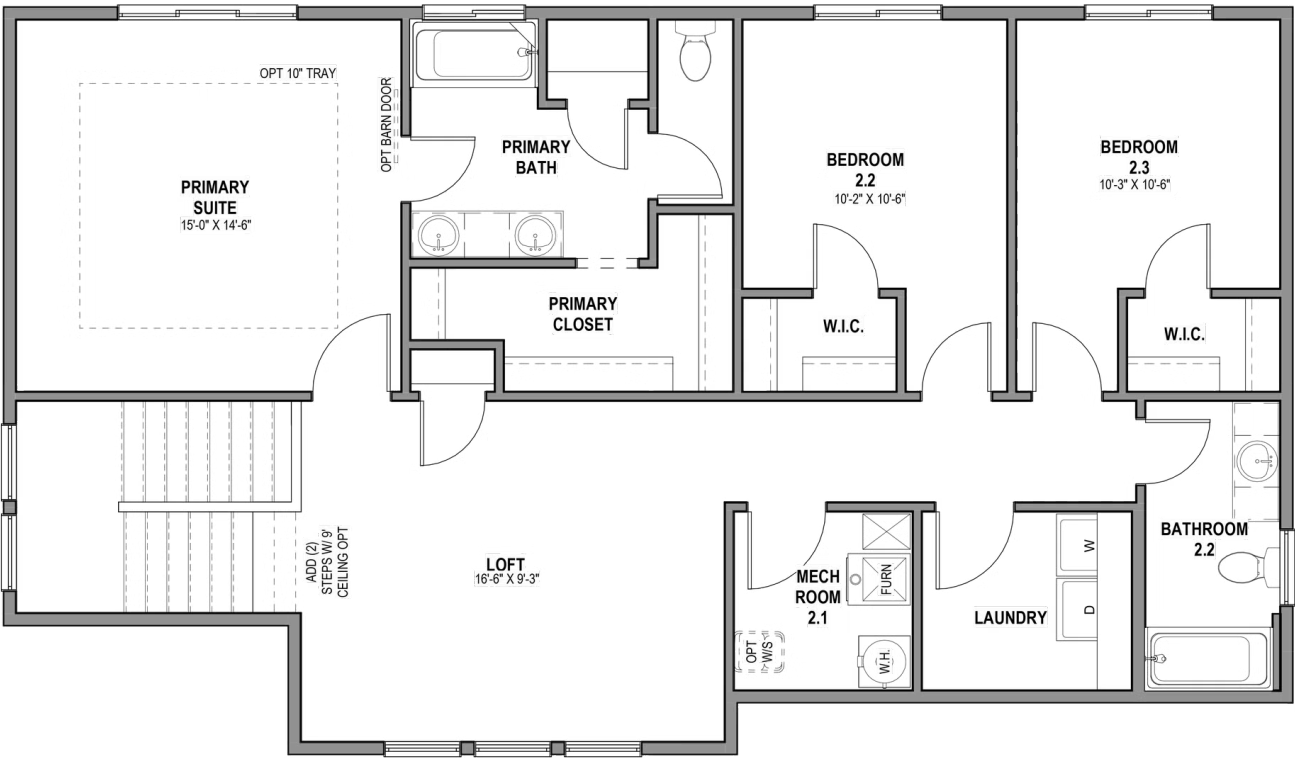 OPT 10" TRAY
OPT BARN DOOR
PRIMARY
SUITE
15'-0" X 14'-6"
PRIMARY
BATH
BEDROOM
2.2
10'-2" X 10'-6"
BEDROOM
2.3
10'-3" X 10'-6"
PRIMARY
CLOSET
W.I.C.
W.I.C.
ADD (2)
STEPS W/ 9'
CEILING OPT
LOFT
16'-6" X 9'-3"
MECH
ROOM
2.1
FURN
OPT
W/S
W.H.
LAUNDRY
W
D
BATHROOM
2.2